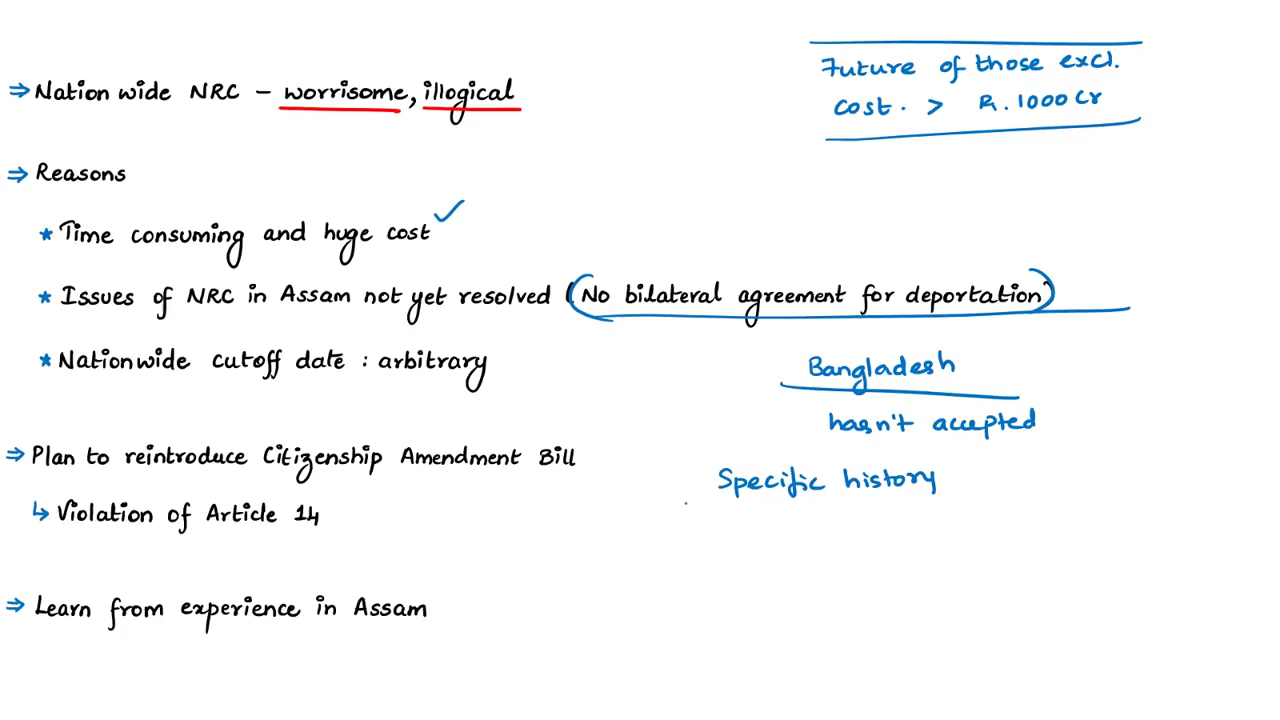 Future of those excl.
⇒ Nation wide NRC – worrisome, illogical
cost. > R. 1000 Cr
⇒ Reasons
* Time consuming and huge cost ✓
* Issues of NRC in Assam not yet resolved (No bilateral agreement for deportation)
* Nationwide cutoff date : arbitrary
Bangladesh
hasn't accepted
⇒ Plan to reintroduce Citizenship Amendment Bill
Specific history
↳ Violation of Article 14
⇒ Learn from experience in Assam